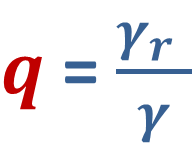 q = γr / γ